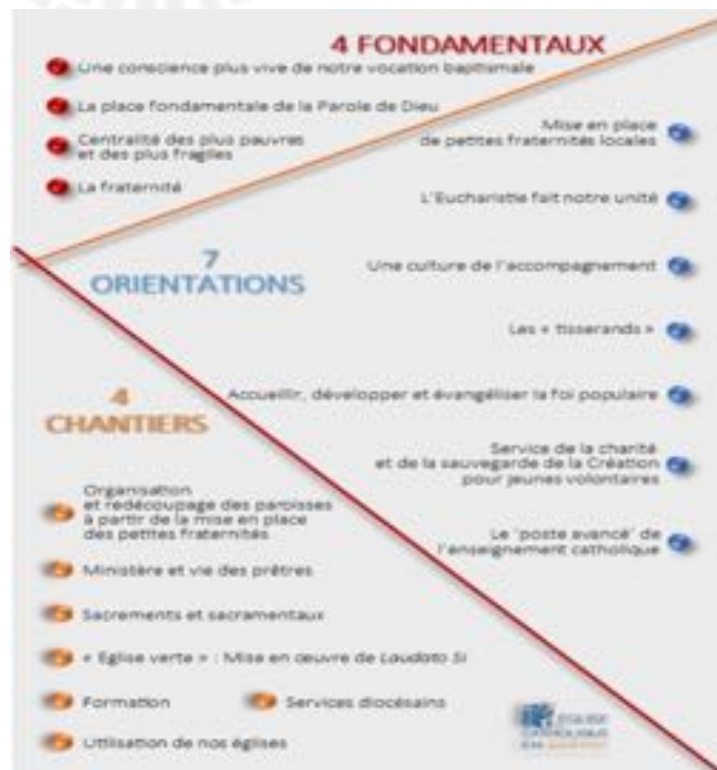 4 FONDAMENTAUX
Une conscience plus vive de notre vocation baptismale
La place fondamentale de la Parole de Dieu
Centralité des plus pauvres
et des plus fragiles
La fraternité
7
ORIENTATIONS
Mise en place
de petites fraternités locales
L'Eucharistie fait notre unité
Une culture de l'accompagnement
Les « tisserands »
Accueillir, développer et évangéliser la foi populaire
Service de la charité
et de la sauvegarde de la Création
pour jeunes volontaires
Le 'poste avancé' de
l'enseignement catholique
4
CHANTIERS
Organisation
et redécoupage des paroisses
à partir de la mise en place
des petites fraternités
Ministère et vie des prêtres
Sacrements et sacramentaux
« Eglise verte » : Mise en œuvre de Laudato Si
Formation
Services diocésains
Utilisation de nos églises
EGLISE
CATHOLIQUE
EN